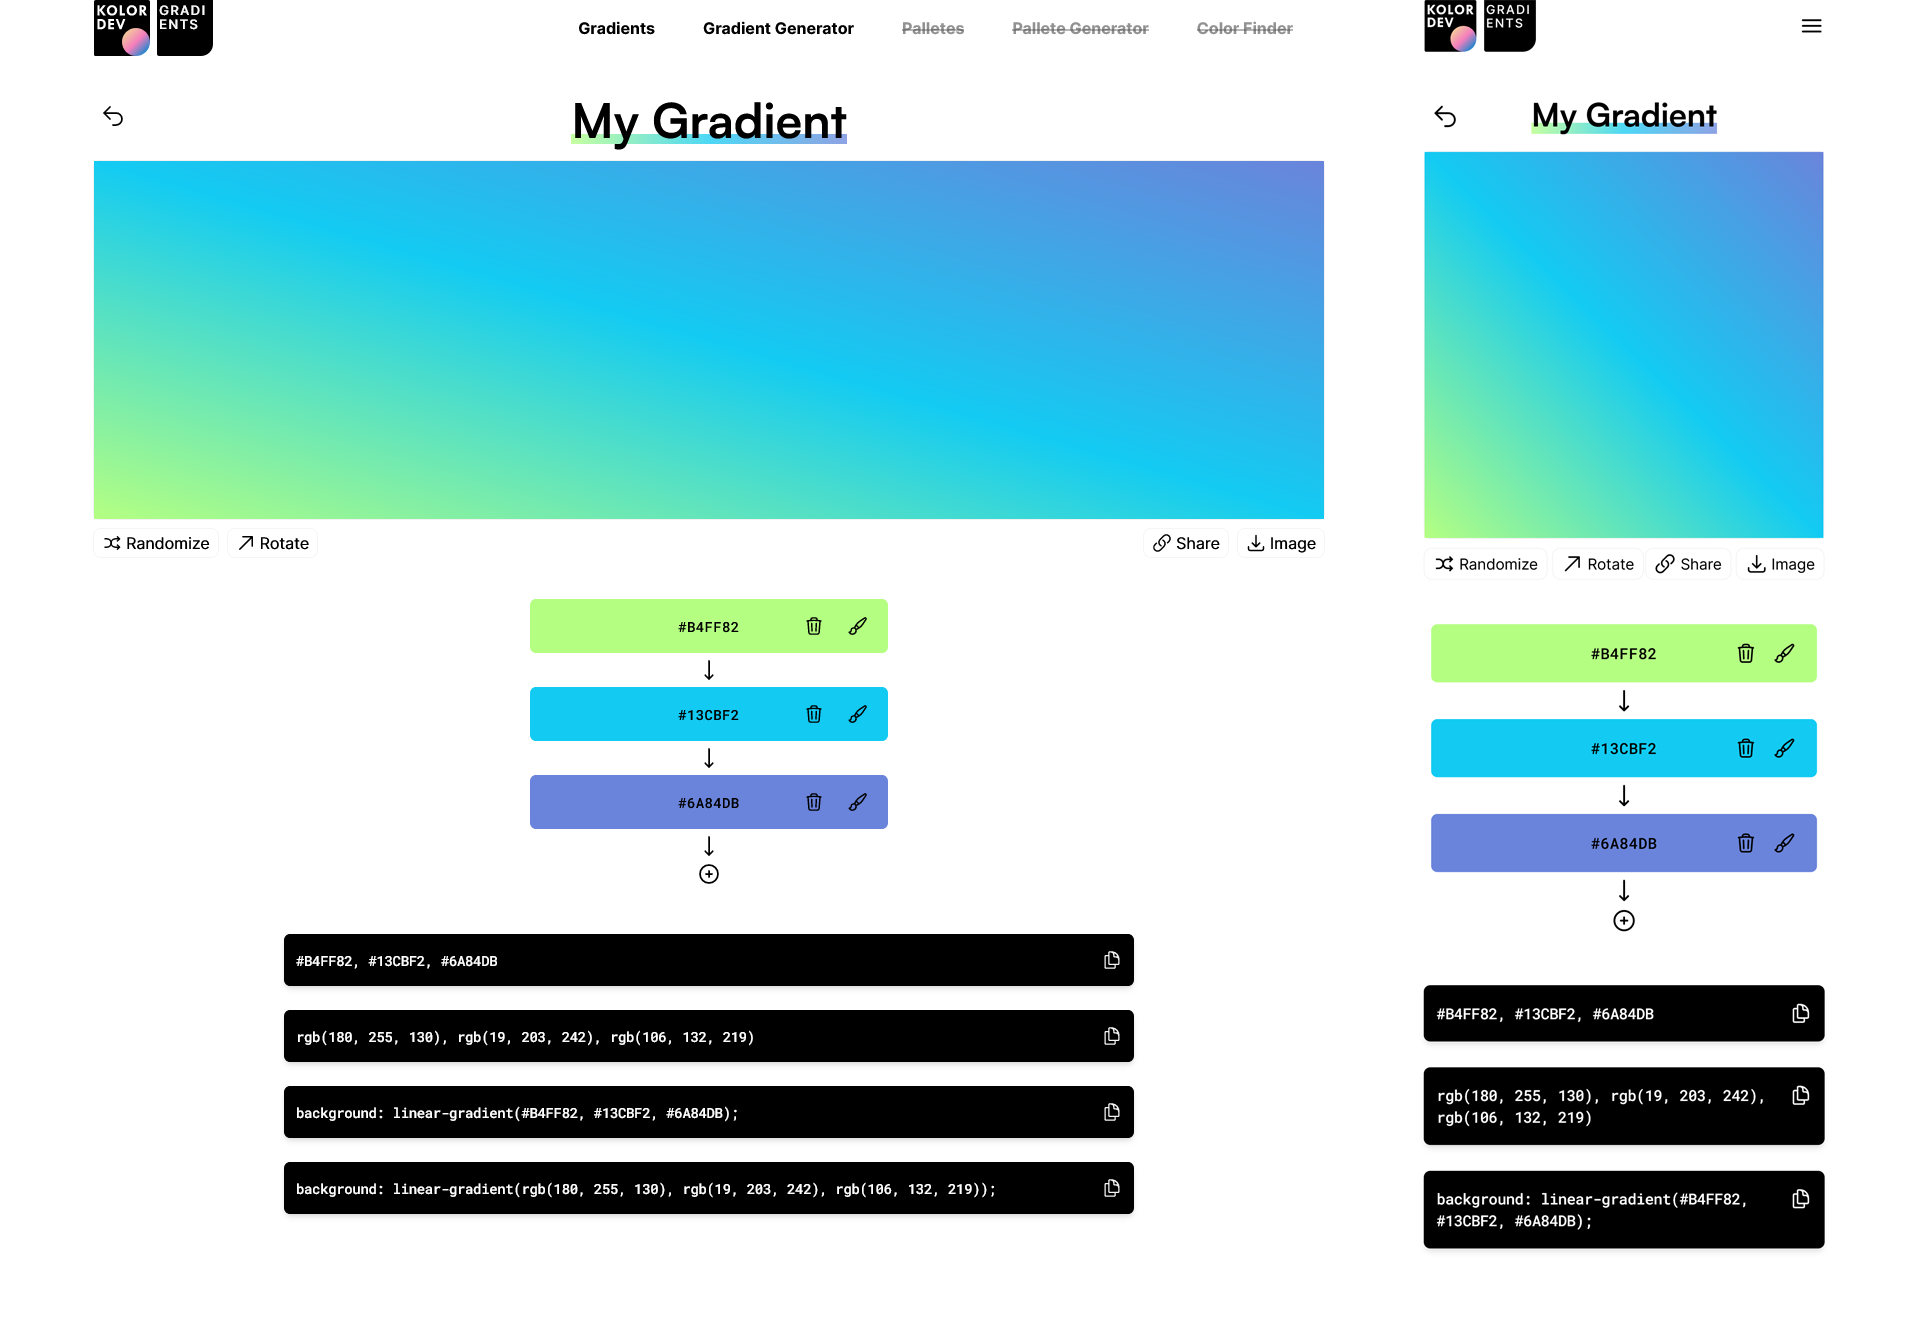 KOLOR
DEV
GRADI
ENTS
Gradients
Gradient Generator
Palletes
Pallete Generator
Color Finder
My Gradient
Randomize
Rotate
Share
Image
#B4FF82
#13CBF2
#6A84DB
#B4FF82, #13CBF2, #6A84DB
rgb(180, 255, 130), rgb(19, 203, 242), rgb(106, 132, 219)
background: linear-gradient(#B4FF82, #13CBF2, #6A84DB);
background: linear-gradient(rgb(180, 255, 130), rgb(19, 203, 242), rgb(106, 132, 219));
KOLOR
DEV
GRADI
ENTS
My Gradient
Randomize
Rotate
Share
Image
#B4FF82
#13CBF2
#6A84DB
#B4FF82, #13CBF2, #6A84DB
rgb(180, 255, 130), rgb(19, 203, 242),
rgb(106, 132, 219)
background: linear-gradient(#B4FF82,
#13CBF2, #6A84DB);